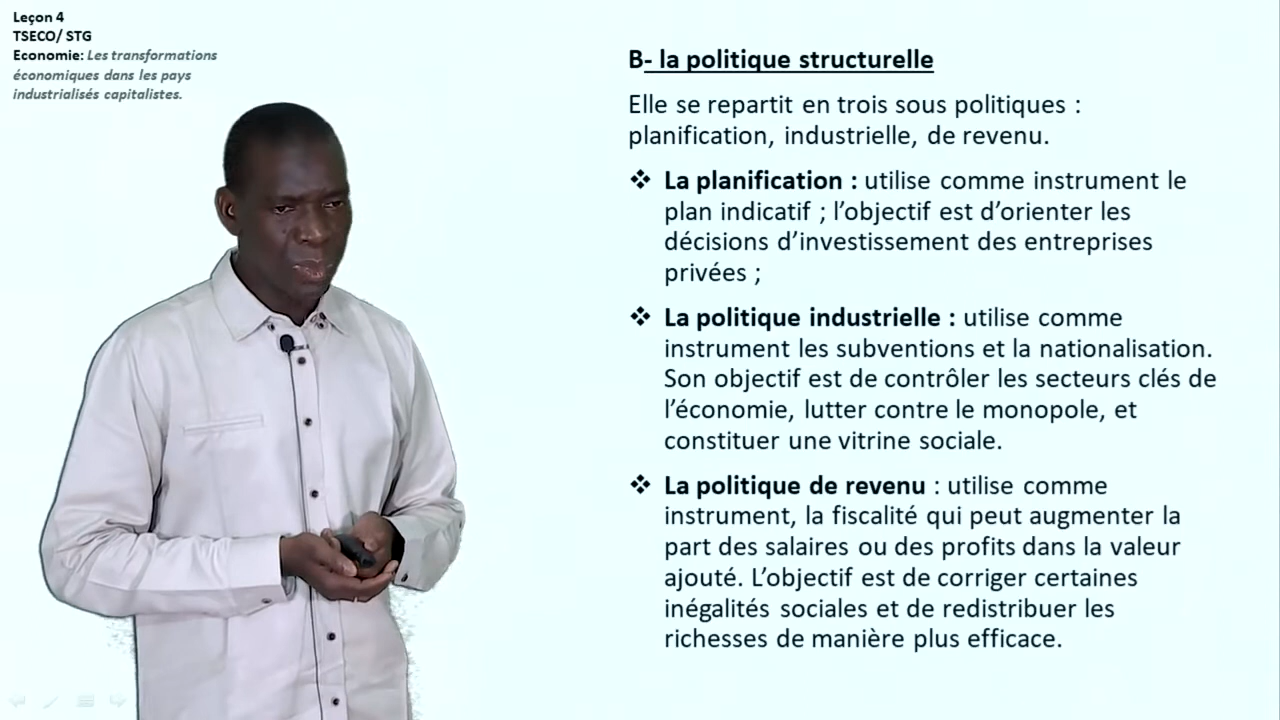 Leçon 4
TSECO/ STG
Economie: Les transformations
économiques dans les pays
industrialisés capitalistes.
B- la politique structurelle
Elle se repartit en trois sous politiques :
planification, industrielle, de revenu.
❖ La planification : utilise comme instrument le
plan indicatif ; l’objectif est d’orienter les
décisions d’investissement des entreprises
privées ;
❖ La politique industrielle : utilise comme
instrument les subventions et la nationalisation.
Son objectif est de contrôler les secteurs clés de
l’économie, lutter contre le monopole, et
constituer une vitrine sociale.
❖ La politique de revenu : utilise comme
instrument, la fiscalité qui peut augmenter la
part des salaires ou des profits dans la valeur
ajouté. L’objectif est de corriger certaines
inégalités sociales et de redistribuer les
richesses de manière plus efficace.